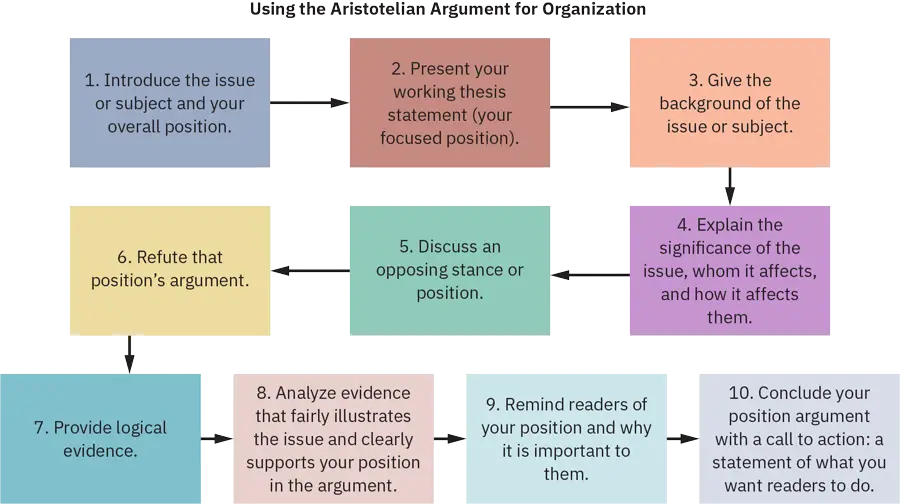 Using the Aristotelian Argument for Organization
1. Introduce the issue
or subject and your
overall position.
2. Present your
working thesis
statement (your
focused position).
3. Give the
background of the
issue or subject.
4. Explain the
significance of the
issue, whom it affects,
and how it affects
them.
5. Discuss an
opposing stance or
position.
6. Refute that
position’s argument.
7. Provide logical
evidence.
8. Analyze evidence
that fairly illustrates
the issue and clearly
supports your position
in the argument.
9. Remind readers of
your position and why
it is important to
them.
10. Conclude your
position argument
with a call to action: a
statement of what you
want readers to do.